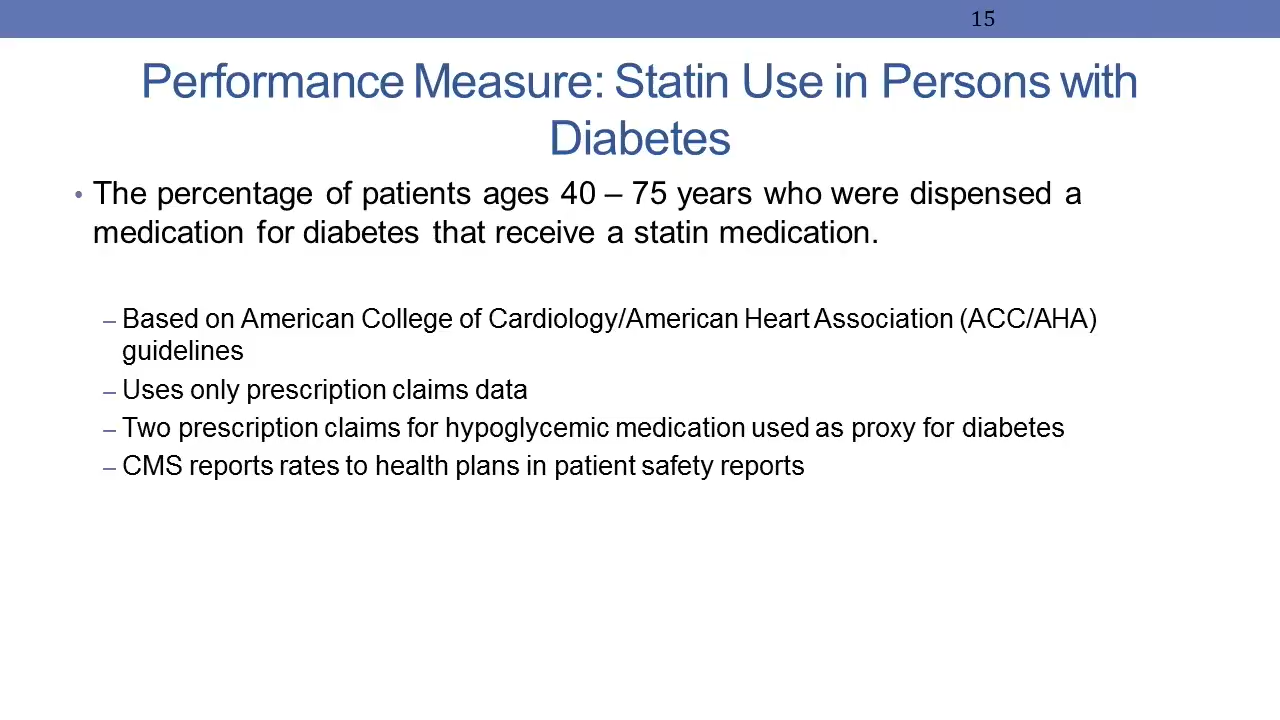 15
Performance Measure: Statin Use in Persons with
Diabetes
• The percentage of patients ages 40 – 75 years who were dispensed a
medication for diabetes that receive a statin medication.
– Based on American College of Cardiology/American Heart Association (ACC/AHA)
guidelines
– Uses only prescription claims data
– Two prescription claims for hypoglycemic medication used as proxy for diabetes
– CMS reports rates to health plans in patient safety reports